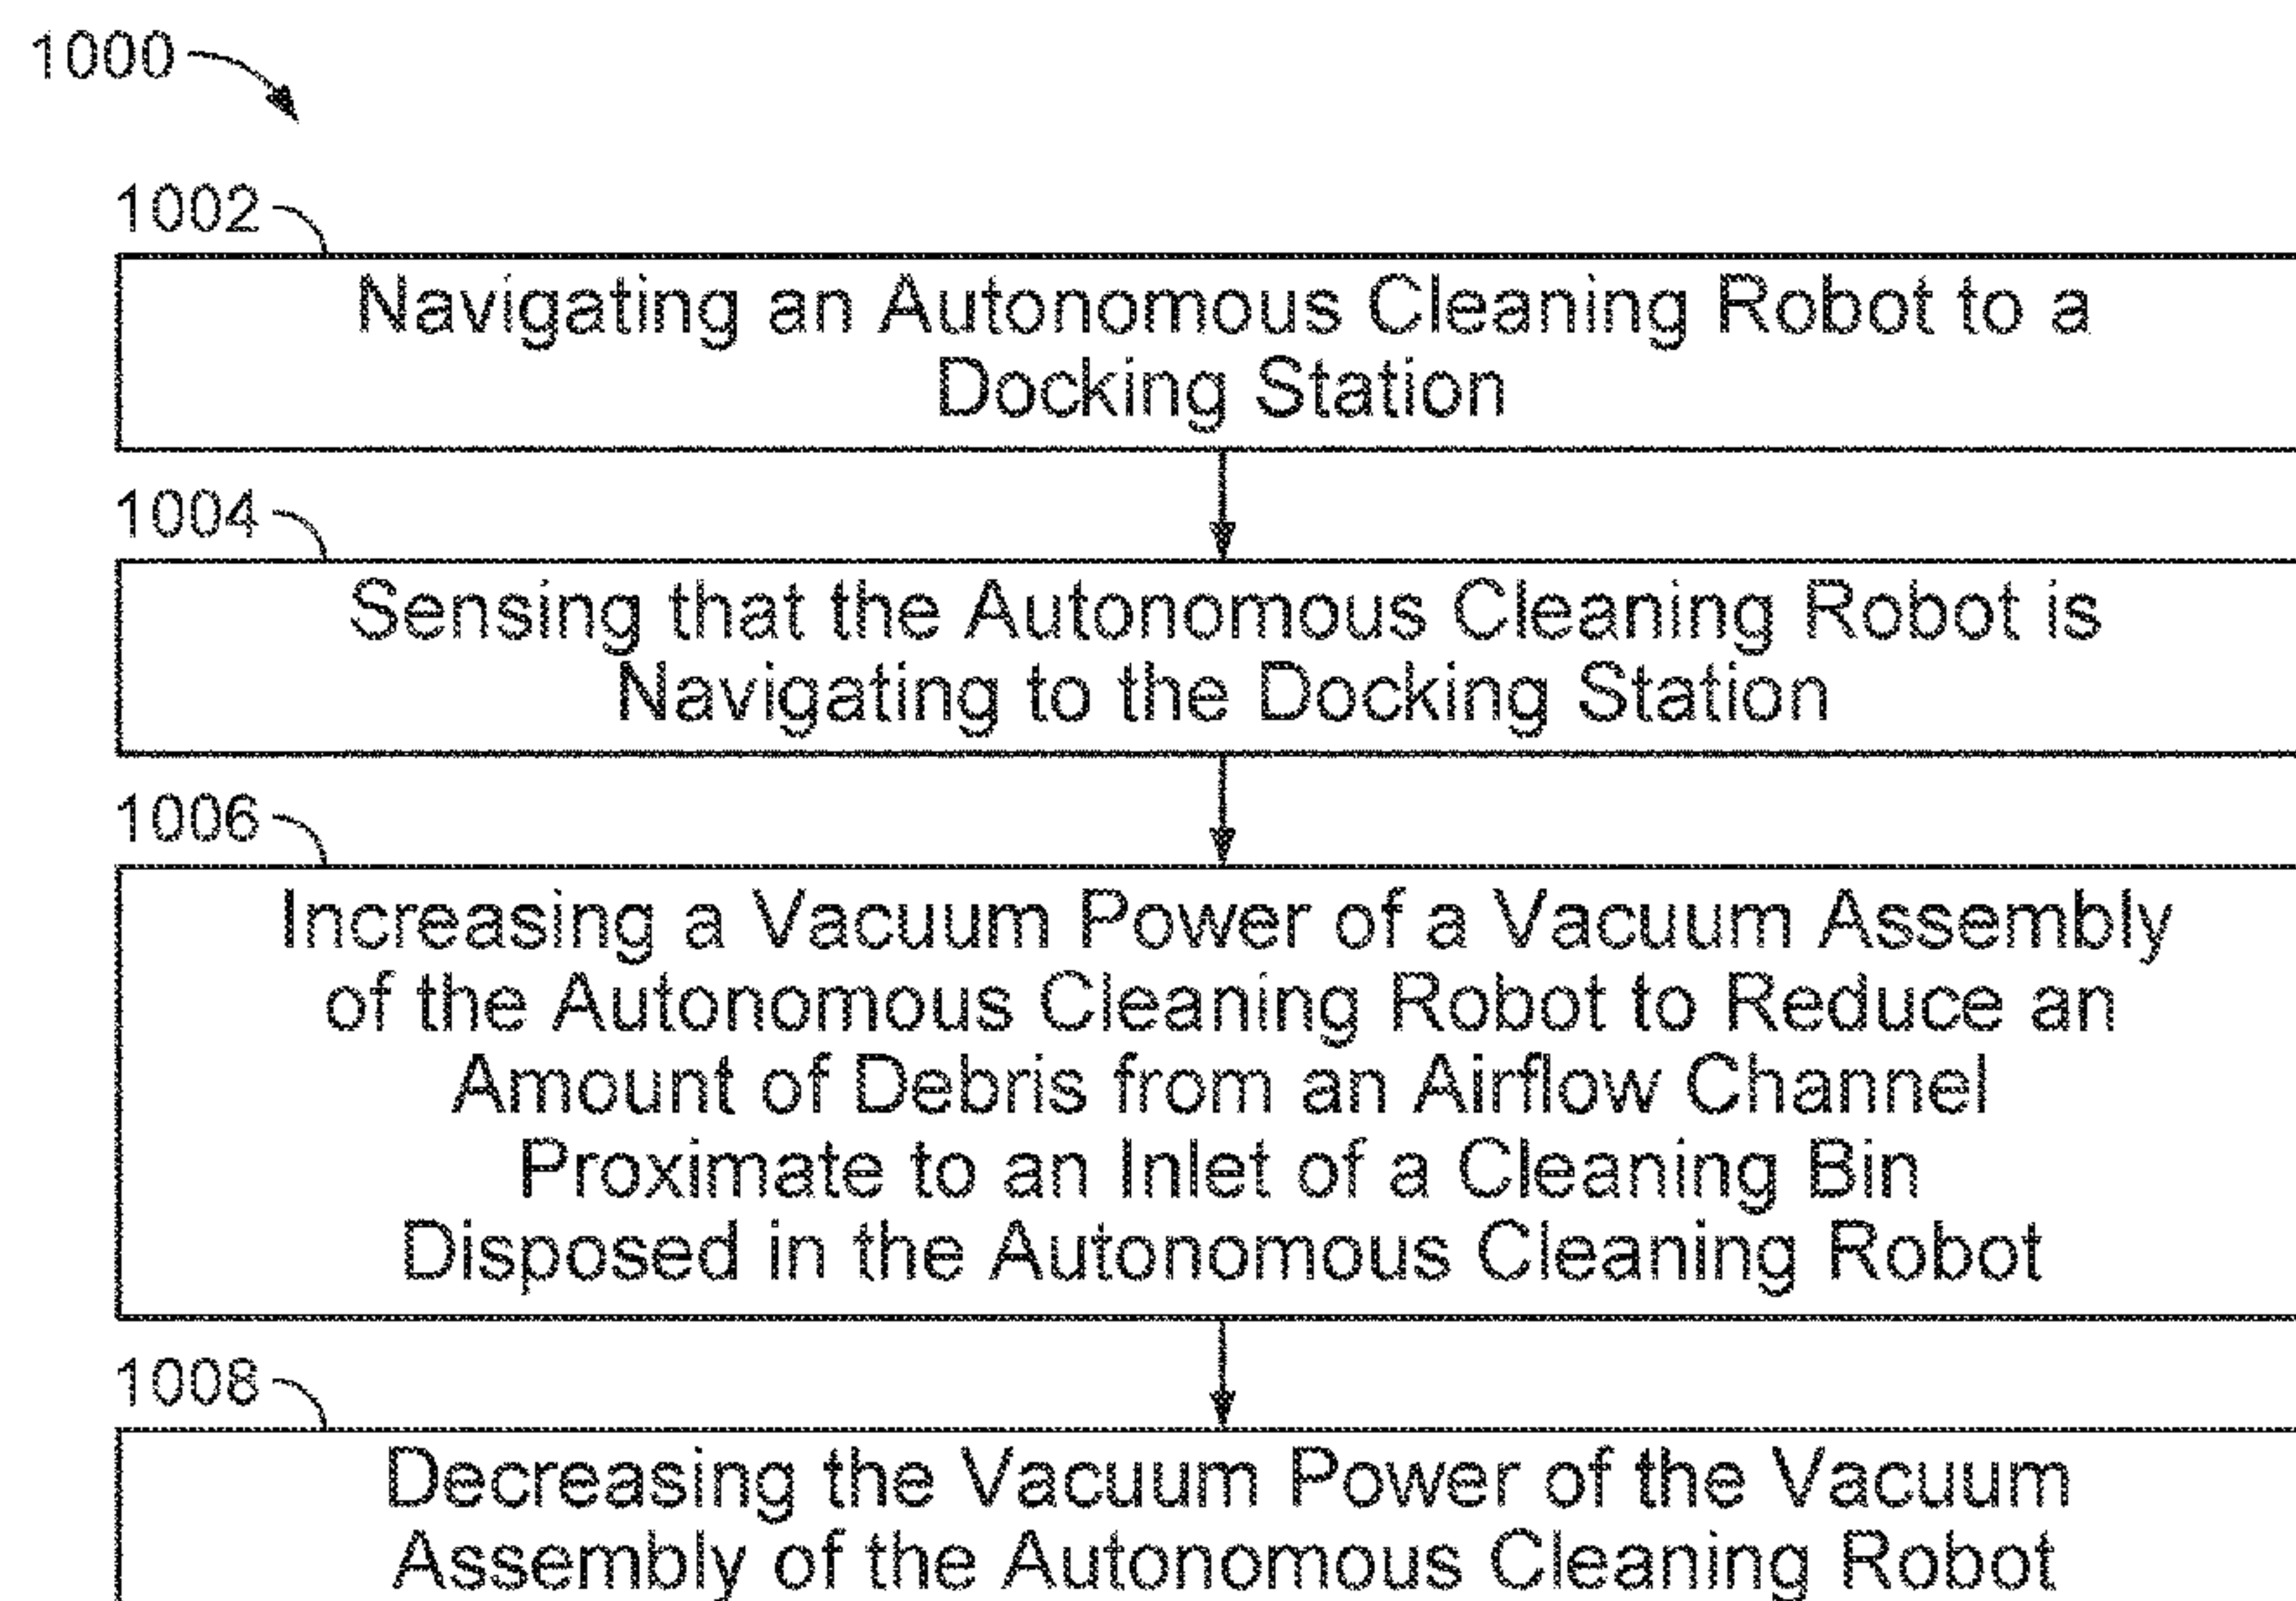 1000
1002
Navigating an Autonomous Cleaning Robot to a
Docking Station
1004
Sensing that the Autonomous Cleaning Robot is
Navigating to the Docking Station
1006
Increasing a Vacuum Power of a Vacuum Assembly
of the Autonomous Cleaning Robot to Reduce an
Amount of Debris from an Airflow Channel
Proximate to an Inlet of a Cleaning Bin
Disposed in the Autonomous Cleaning Robot
1008
Decreasing the Vacuum Power of the Vacuum
Assembly of the Autonomous Cleaning Robot